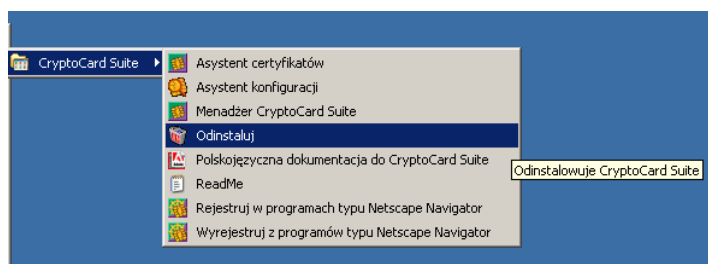 CryptoCard Suite
Asystent certyfikatów
Asystent konfiguracji
Menadżer CryptoCard Suite
Odinstaluj
Polskojęzyczna dokumentacja do CryptoCard Suite
Odinstalowuje CryptoCard Suite
ReadMe
Rejestruj w programach typu Netscape Navigator
Wyrejestruj z programów typu Netscape Navigator